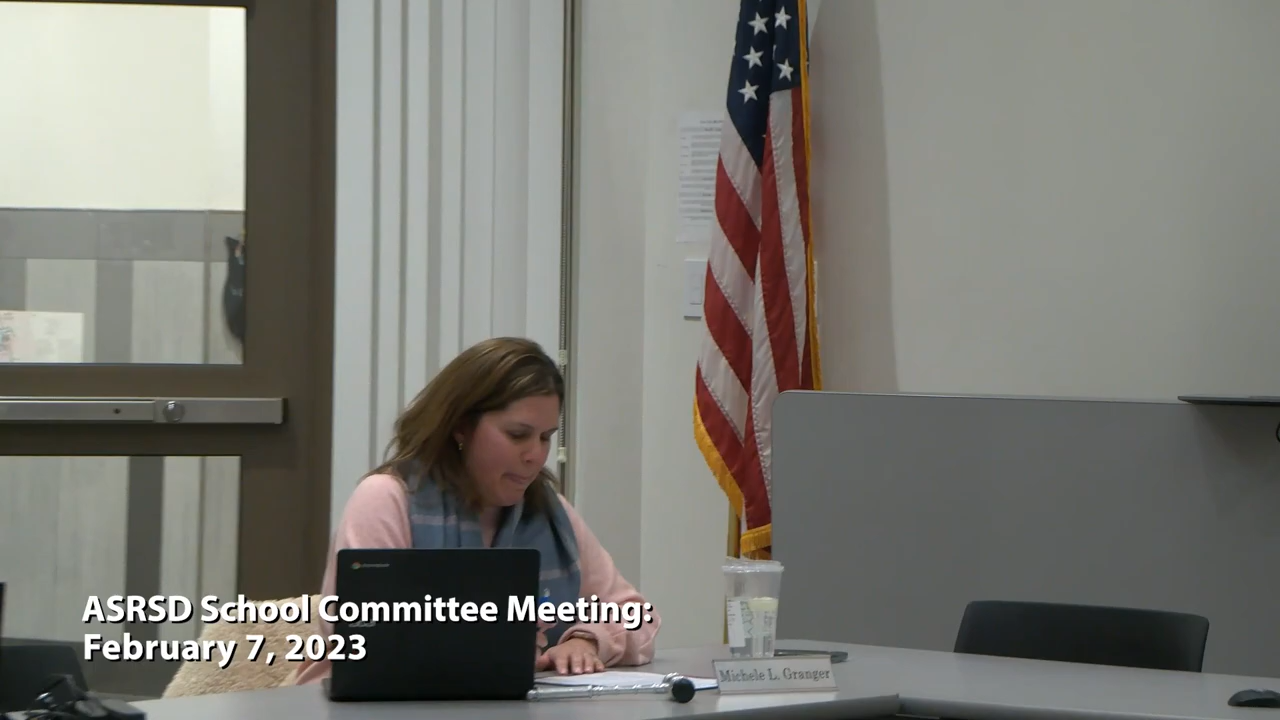 ASRSD School Committee Meeting:
February 7, 2023
Michele L. Granger